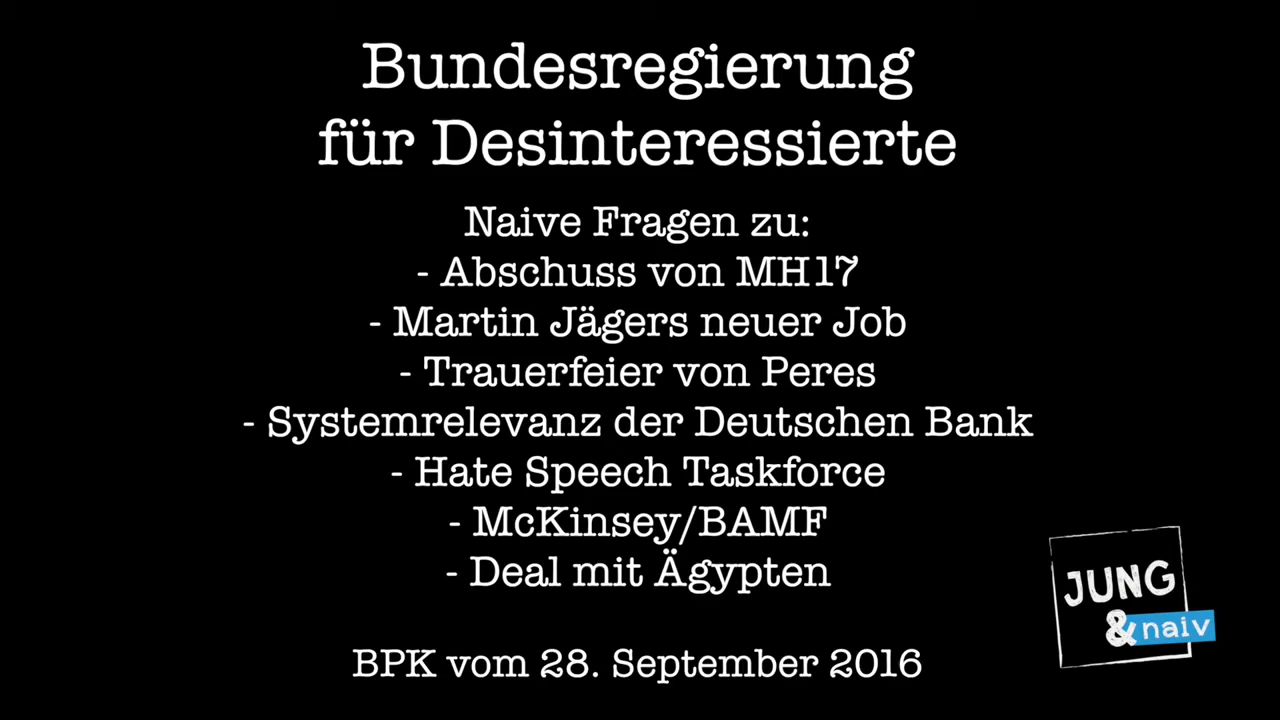 Bundesregierung
für Desinteressierte
Naive Fragen zu:
- Abschuss von MH17
- Martin Jägers neuer Job
- Trauerfeier von Peres
- Systemrelevanz der Deutschen Bank
- Hate Speech Taskforce
- McKinsey/BAMF
- Deal mit Ägypten
JUNG
& naiv
BPK vom 28. September 2016